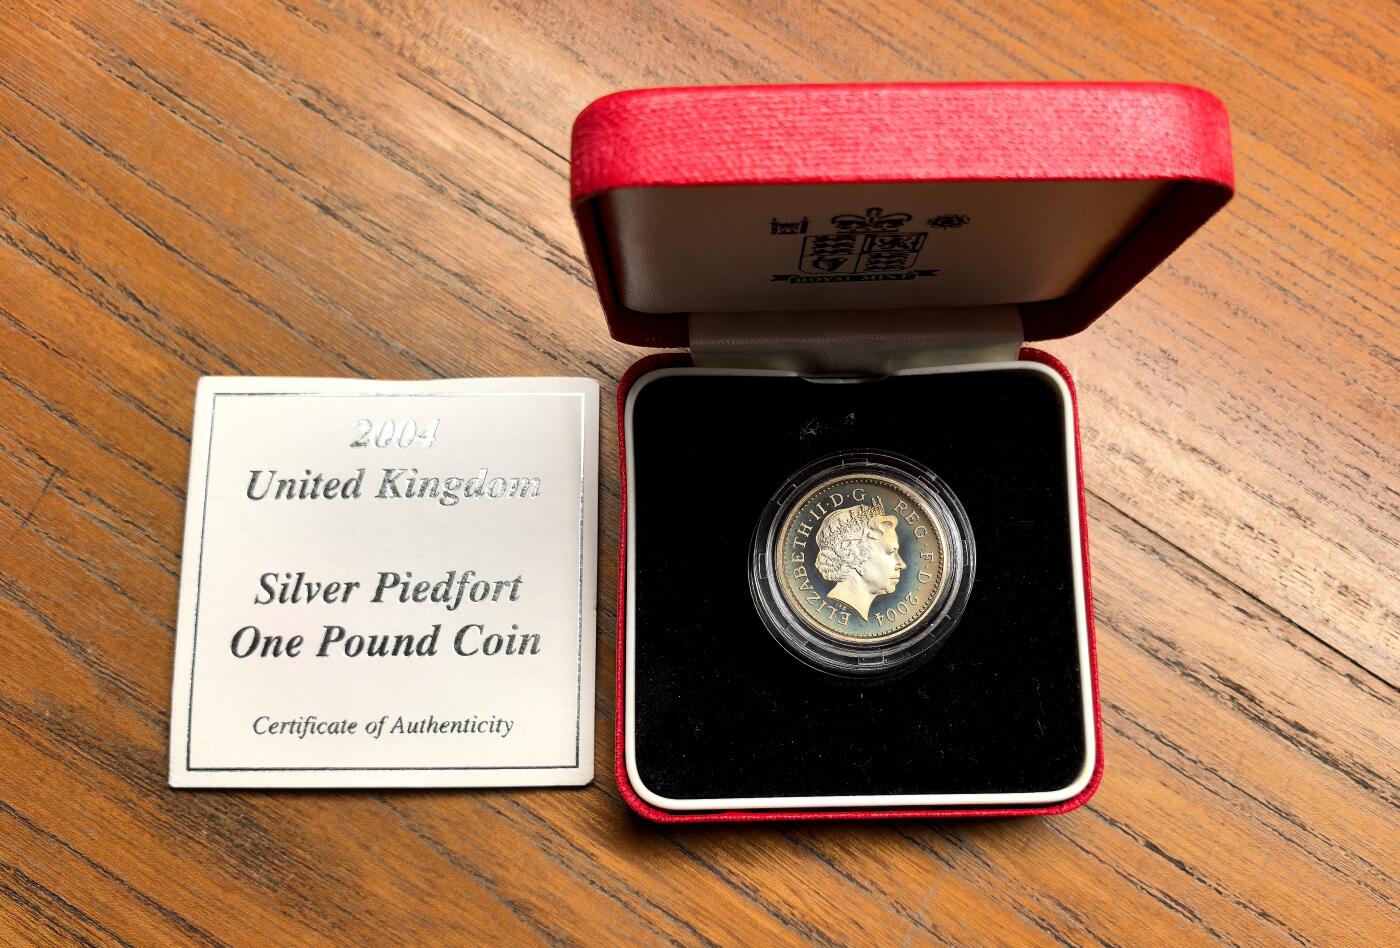 2004
United Kingdom
Silver Piedfort
One Pound Coin
Certificate of Authenticity
ROYAL MINT
ELIZABETH·II·D·G REG·F·D·2004